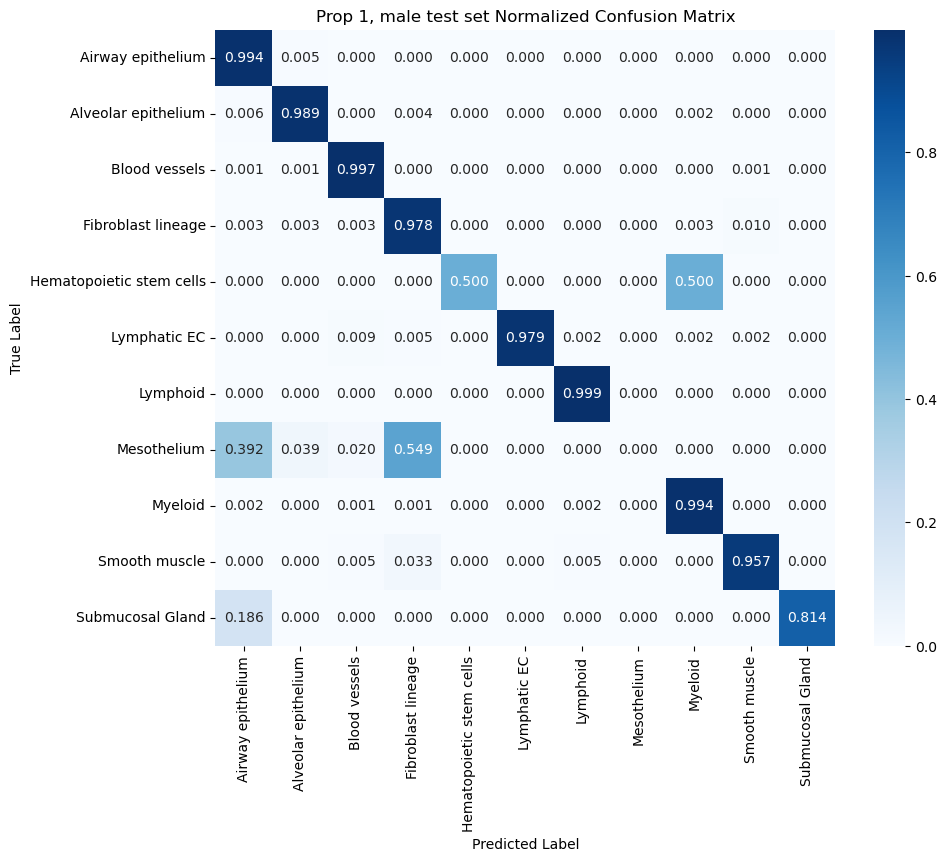 Prop 1, male test set Normalized Confusion Matrix
Airway epithelium 0.994 0.005 0.000 0.000 0.000 0.000 0.000 0.000 0.000 0.000 0.000
Alveolar epithelium 0.006 0.989 0.000 0.004 0.000 0.000 0.000 0.000 0.002 0.000 0.000
Blood vessels 0.001 0.001 0.997 0.000 0.000 0.000 0.000 0.000 0.000 0.001 0.000
Fibroblast lineage 0.003 0.003 0.003 0.978 0.000 0.000 0.000 0.000 0.003 0.010 0.000
Hematopoietic stem cells 0.000 0.000 0.000 0.000 0.500 0.000 0.000 0.000 0.500 0.000 0.000
Lymphatic EC 0.000 0.000 0.009 0.005 0.000 0.979 0.002 0.000 0.002 0.002 0.000
Lymphoid 0.000 0.000 0.000 0.000 0.000 0.000 0.999 0.000 0.000 0.000 0.000
Mesothelium 0.392 0.039 0.020 0.549 0.000 0.000 0.000 0.000 0.000 0.000 0.000
Myeloid 0.002 0.000 0.001 0.001 0.000 0.000 0.002 0.000 0.994 0.000 0.000
Smooth muscle 0.000 0.000 0.005 0.033 0.000 0.000 0.005 0.000 0.000 0.957 0.000
Submucosal Gland 0.186 0.000 0.000 0.000 0.000 0.000 0.000 0.000 0.000 0.000 0.814
True Label
Airway epithelium
Alveolar epithelium
Blood vessels
Fibroblast lineage
Hematopoietic stem cells
Lymphatic EC
Lymphoid
Mesothelium
Myeloid
Smooth muscle
Submucosal Gland
Predicted Label
0.8
0.6
0.4
0.2
0.0